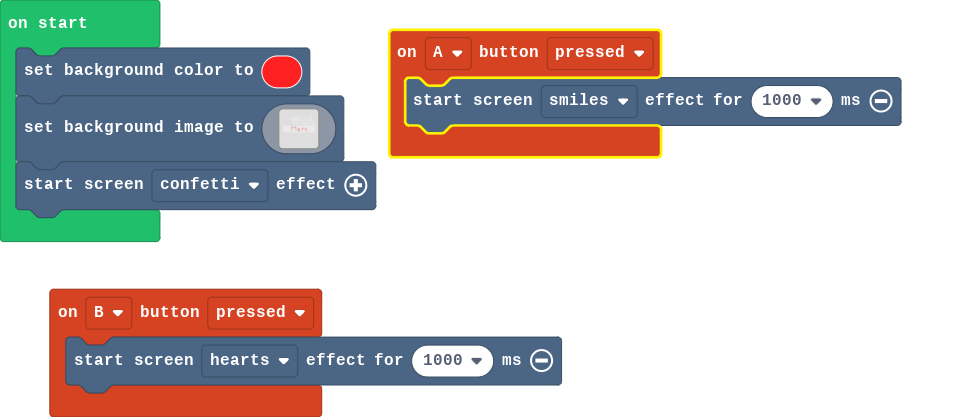 on start
set background color to
set background image to
start screen confetti effect
on A button pressed
start screen smiles effect for 1000 ms
on B button pressed
start screen hearts effect for 1000 ms